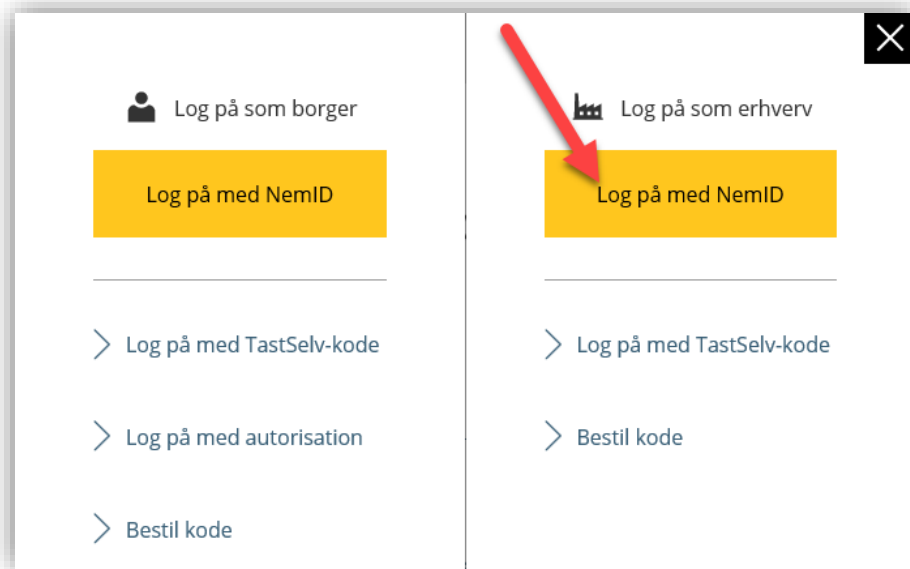 Log på som borger
Log på med NemID
Log på med TastSelv-kode
Log på med autorisation
Bestil kode
Log på som erhverv
Log på med NemID
Log på med TastSelv-kode
Bestil kode